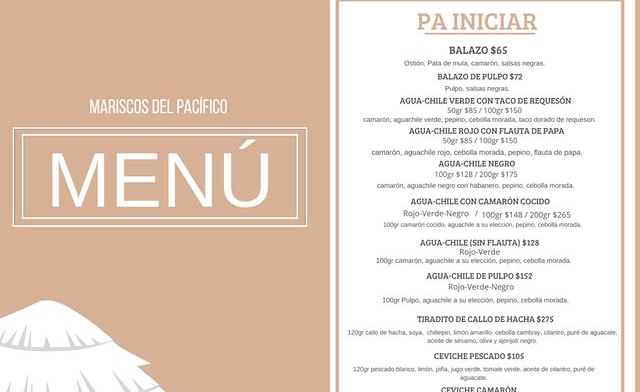 MARISCOS DEL PACÍFICO
MENÚ
PA INICIAR
BALAZO $65
Ostión, Pata de mula, camarón, salsas negras.
BALAZO DE PULPO $72
Pulpo, salsas negras.
AGUA-CHILE VERDE CON TACO DE REQUESÓN
50gr $85 / 100gr $150
camarón, aguachile verde, pepino, cebolla morada, taco dorado de requeson.
AGUA-CHILE ROJO CON FLAUTA DE PAPA
50gr $85 / 100gr $150
camarón, aguachile rojo, cebolla morada, pepino, flauta de papa.
AGUA-CHILE NEGRO
100gr $128 / 200gr $175
camarón, aguachile negro con habanero, pepino, cebolla morada.
AGUA-CHILE CON CAMARÓN COCIDO
Rojo-Verde-Negro / 100gr $148 / 200gr $265
100gr camarón cocido, aguachile a su elección, pepino, cebolla morada.
AGUA-CHILE (SIN FLAUTA) $128
Rojo-Verde
100gr camarón, aguachile a su elección, pepino, cebolla morada.
AGUA-CHILE DE PULPO $152
Rojo-Verde-Negro
100gr Pulpo, aguachile a su elección, pepino, cebolla morada.
TIRADITO DE CALLO DE HACHA $275
120gr callo de hacha, soya, chillepin, limón amarillo, cebolla cambray, cilantro, puré de aguacate,
aceite de sésamo, oliva y ajonjoli negro.
CEVICHE PESCADO $105
120gr pescado blanco, limón, piña, jugo verde, tomate verde, aceite de cilantro, puré de
aguacate.
CEVICHE CAMARÓN